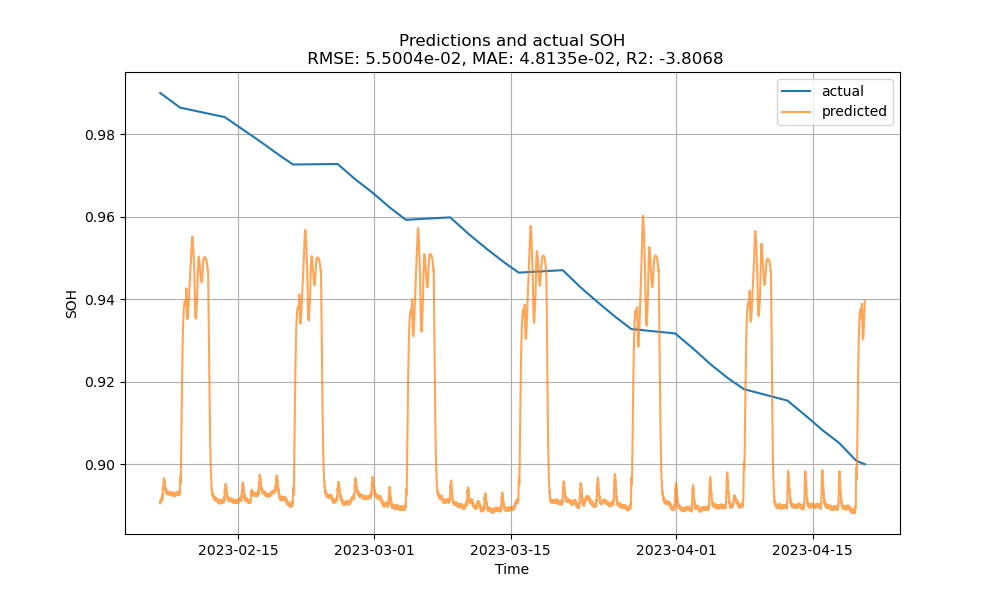 Predictions and actual SOH
RMSE: 5.5004e-02, MAE: 4.8135e-02, R2: -3.8068
actual
predicted
0.98
0.96
0.94
0.92
0.90
SOH
2023-02-15
2023-03-01
2023-03-15
2023-04-01
2023-04-15
Time